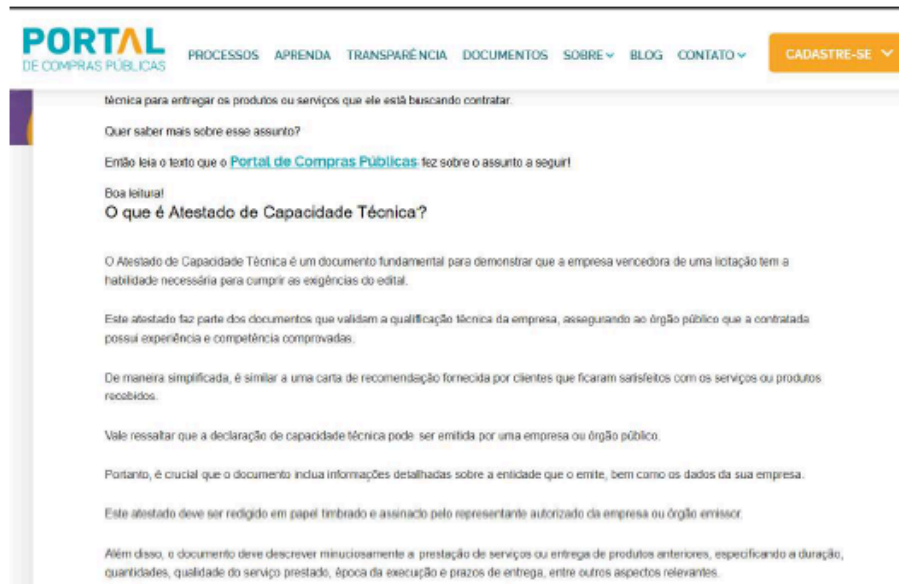 PORTAL
DE COMPRAS PÚBLICAS
PROCESSOS APRENDA TRANSPARÊNCIA DOCUMENTOS SOBRE BLOG CONTATO CADASTRE-SE
técnica para entregar os produtos ou serviços que ele está buscando contratar.
Quer saber mais sobre esse assunto?
Então leia o texto que o Portal de Compras Públicas fez sobre o assunto a seguir!
Boa leitura!
O que é Atestado de Capacidade Técnica?
O Atestado de Capacidade Técnica é um documento fundamental para demonstrar que a empresa vencedora de uma licitação tem a
habilidade necessária para cumprir as exigências do edital.
Este atestado faz parte dos documentos que validam a qualificação técnica da empresa, assegurando ao órgão público que a contratada
possui experiência e competência comprovadas.
De maneira simplificada, é similar a uma carta de recomendação fornecida por clientes que ficaram satisfeitos com os serviços ou produtos
recebidos.
Vale ressaltar que a declaração de capacidade técnica pode ser emitida por uma empresa ou órgão público.
Portanto, é crucial que o documento inclua informações detalhadas sobre a entidade que o emite, bem como os dados da sua empresa.
Este atestado deve ser redigido em papel timbrado e assinado pelo representante autorizado da empresa ou órgão emissor.
Além disso, o documento deve descrever minuciosamente a prestação de serviços ou entrega de produtos anteriores, especificando a duração,
quantidades, qualidade do serviço prestado, época da execução e prazos de entrega, entre outros aspectos relevantes.